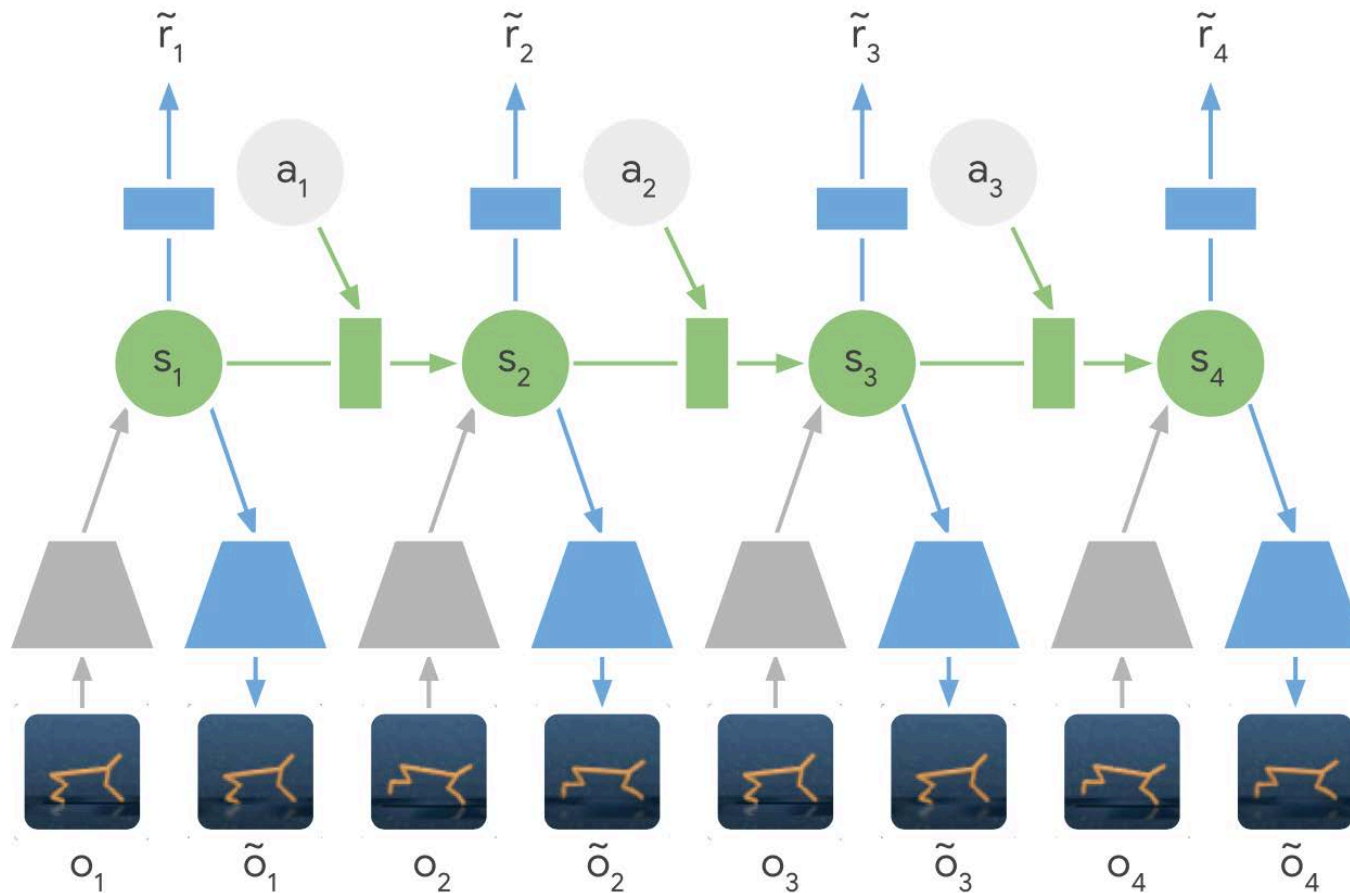 r̃₁ r̃₂ r̃₃ r̃₄
a₁ a₂ a₃
s₁ s₂ s₃ s₄
o₁ õ₁ o₂ õ₂ o₃ õ₃ o₄ õ₄